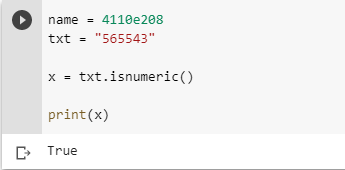 name = 4110e208
txt = "565543"
x = txt.isnumeric()
print(x)
True